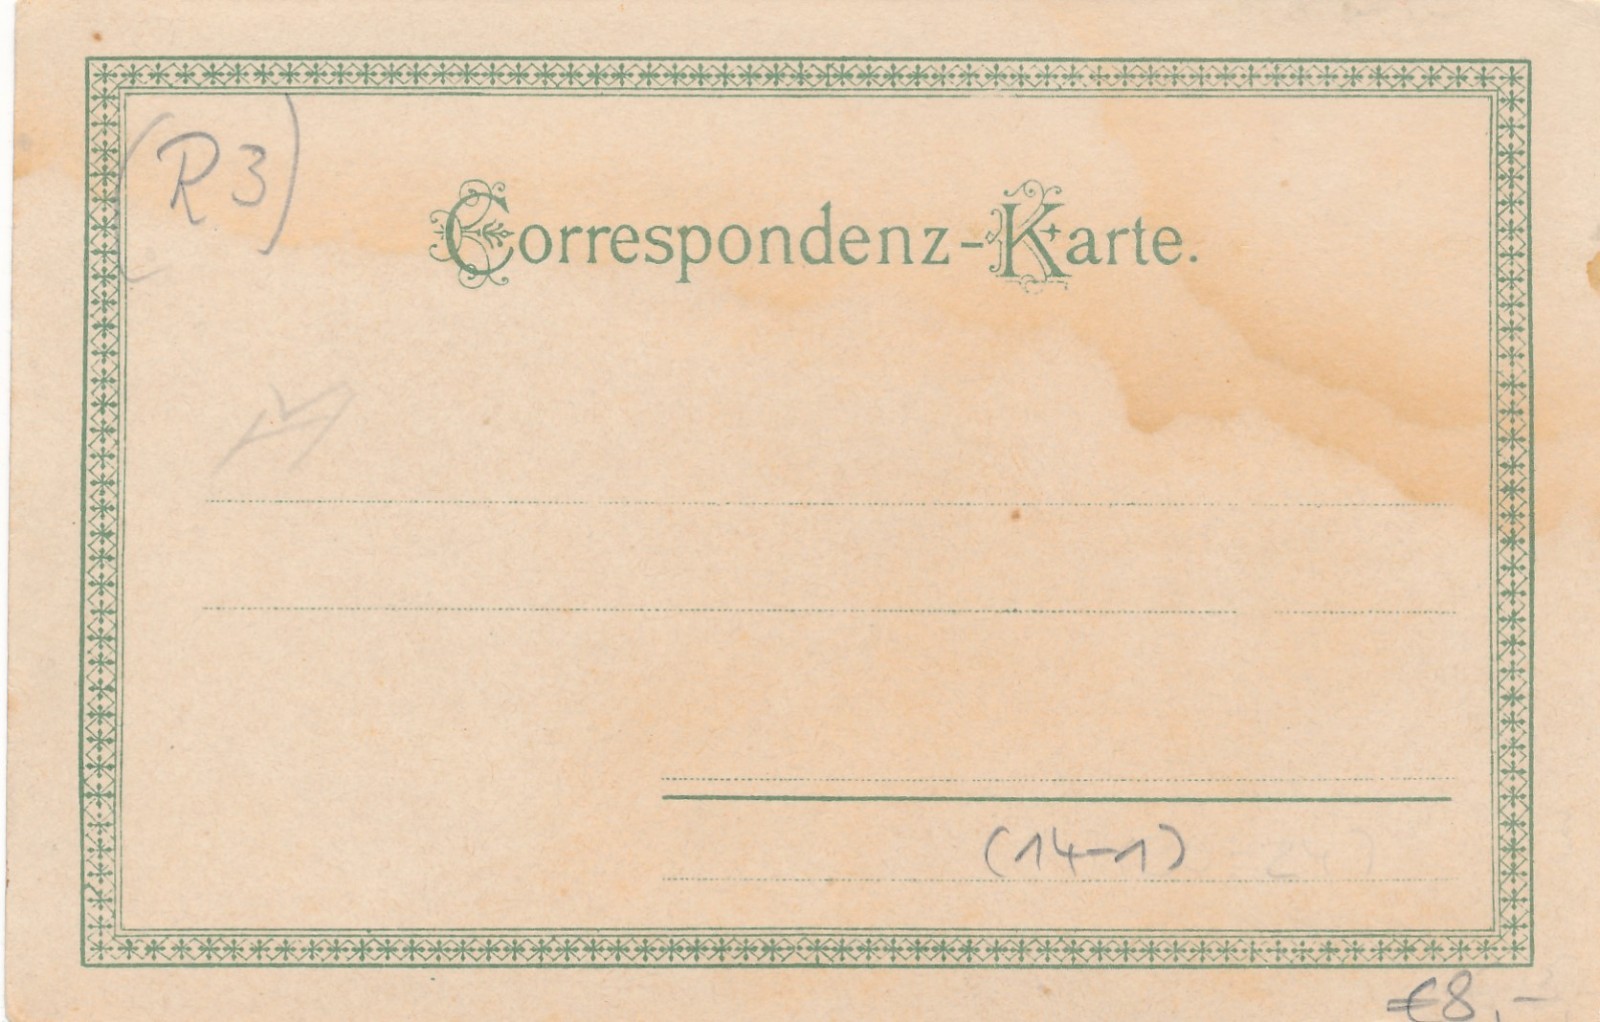 (R3)
Correspondenz-Karte.
(14-1)
€8,-